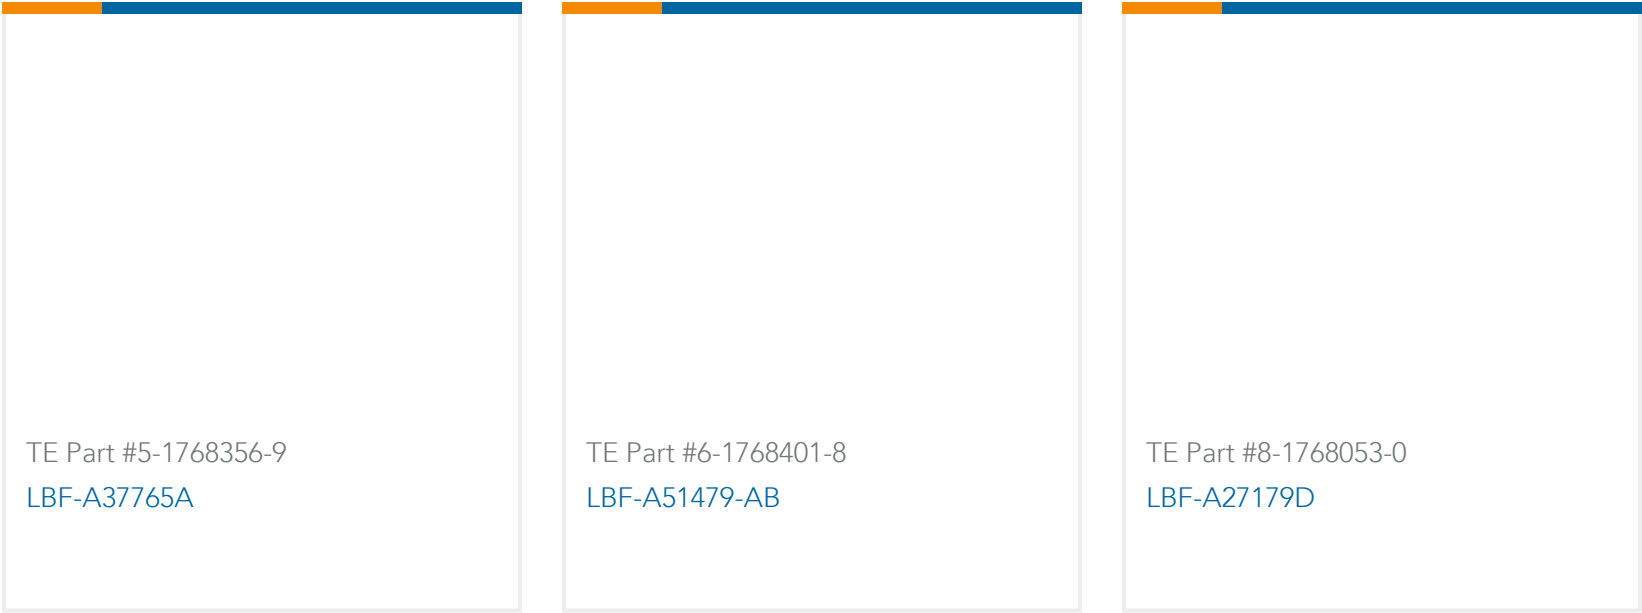 TE Part #5-1768356-9
LBF-A37765A
TE Part #6-1768401-8
LBF-A51479-AB
TE Part #8-1768053-0
LBF-A27179D